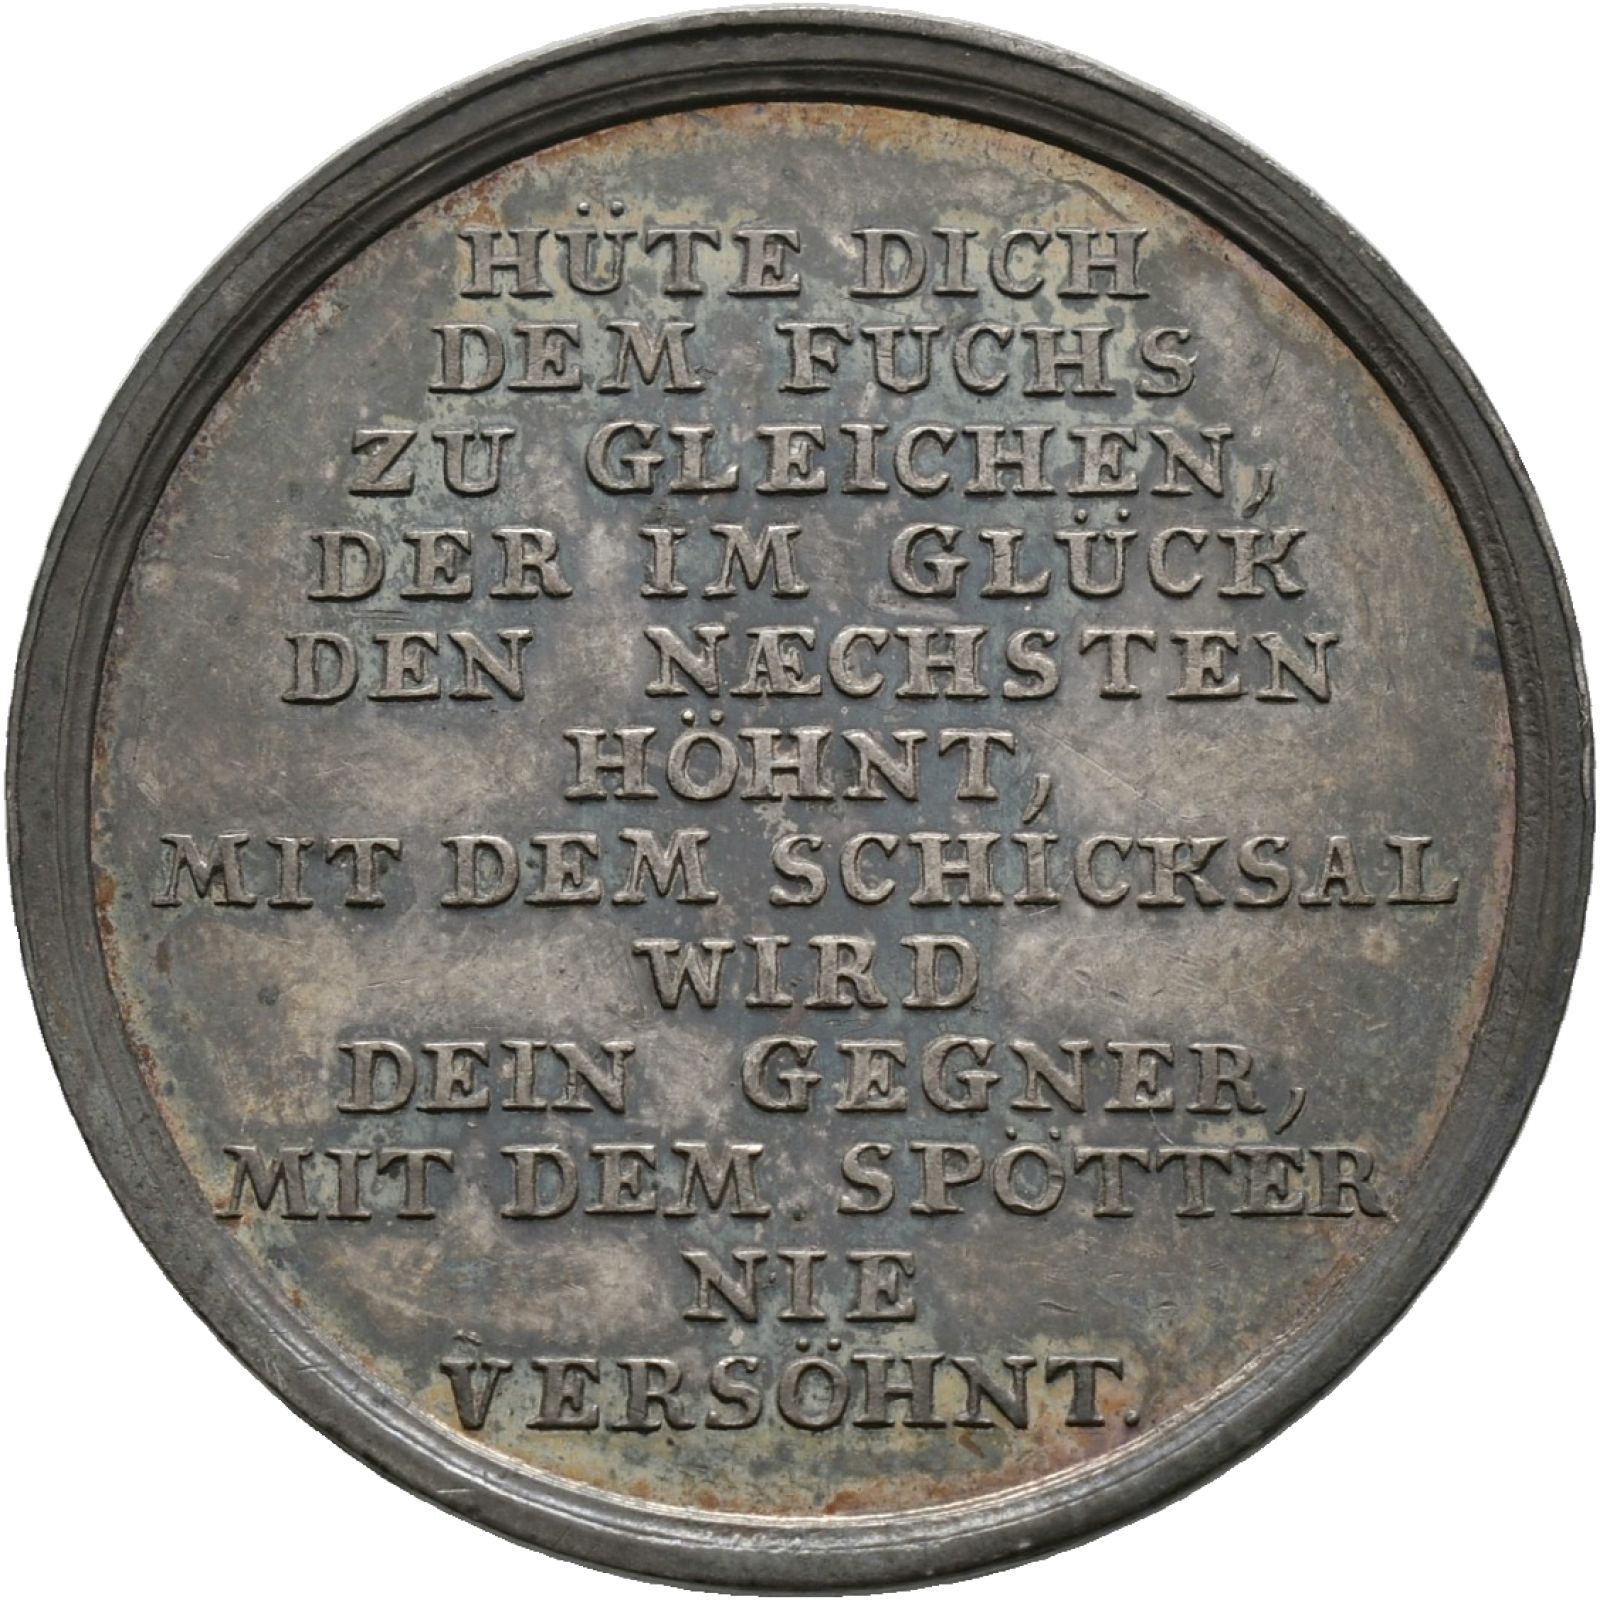 HÜTE DICH
DEM FUCHS
ZU GLEICHEN,
DER IM GLÜCK
DEN NÆCHSTEN
HÖHNT,
MIT DEM SCHICKSAL
WIRD
DEIN GEGNER,
MIT DEM SPÖTTER
NIE
VERSÖHNT.